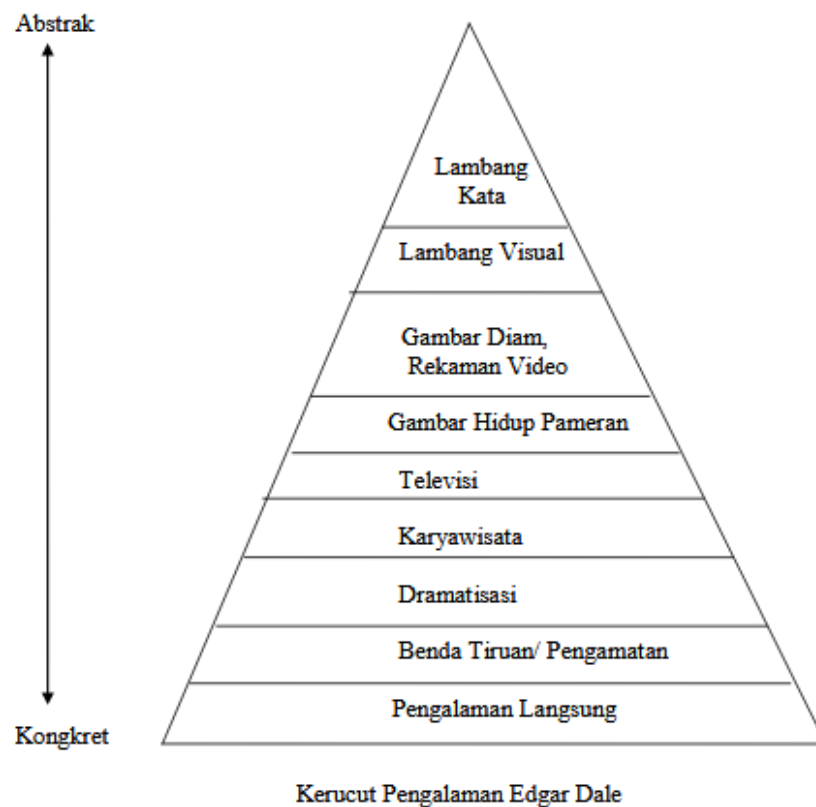 Abstrak
Lambang
Kata
Lambang Visual
Gambar Diam,
Rekaman Video
Gambar Hidup Pameran
Televisi
Karyawisata
Dramatisasi
Benda Tiruan/ Pengamatan
Pengalaman Langsung
Kongkret
Kerucut Pengalaman Edgar Dale